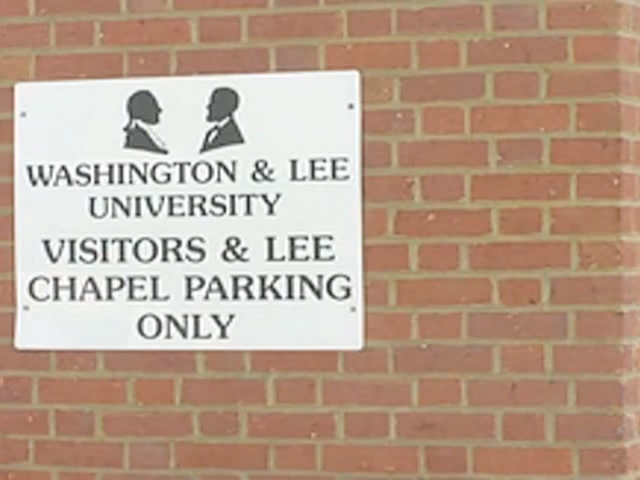 WASHINGTON & LEE
UNIVERSITY
VISITORS & LEE
CHAPEL PARKING
ONLY